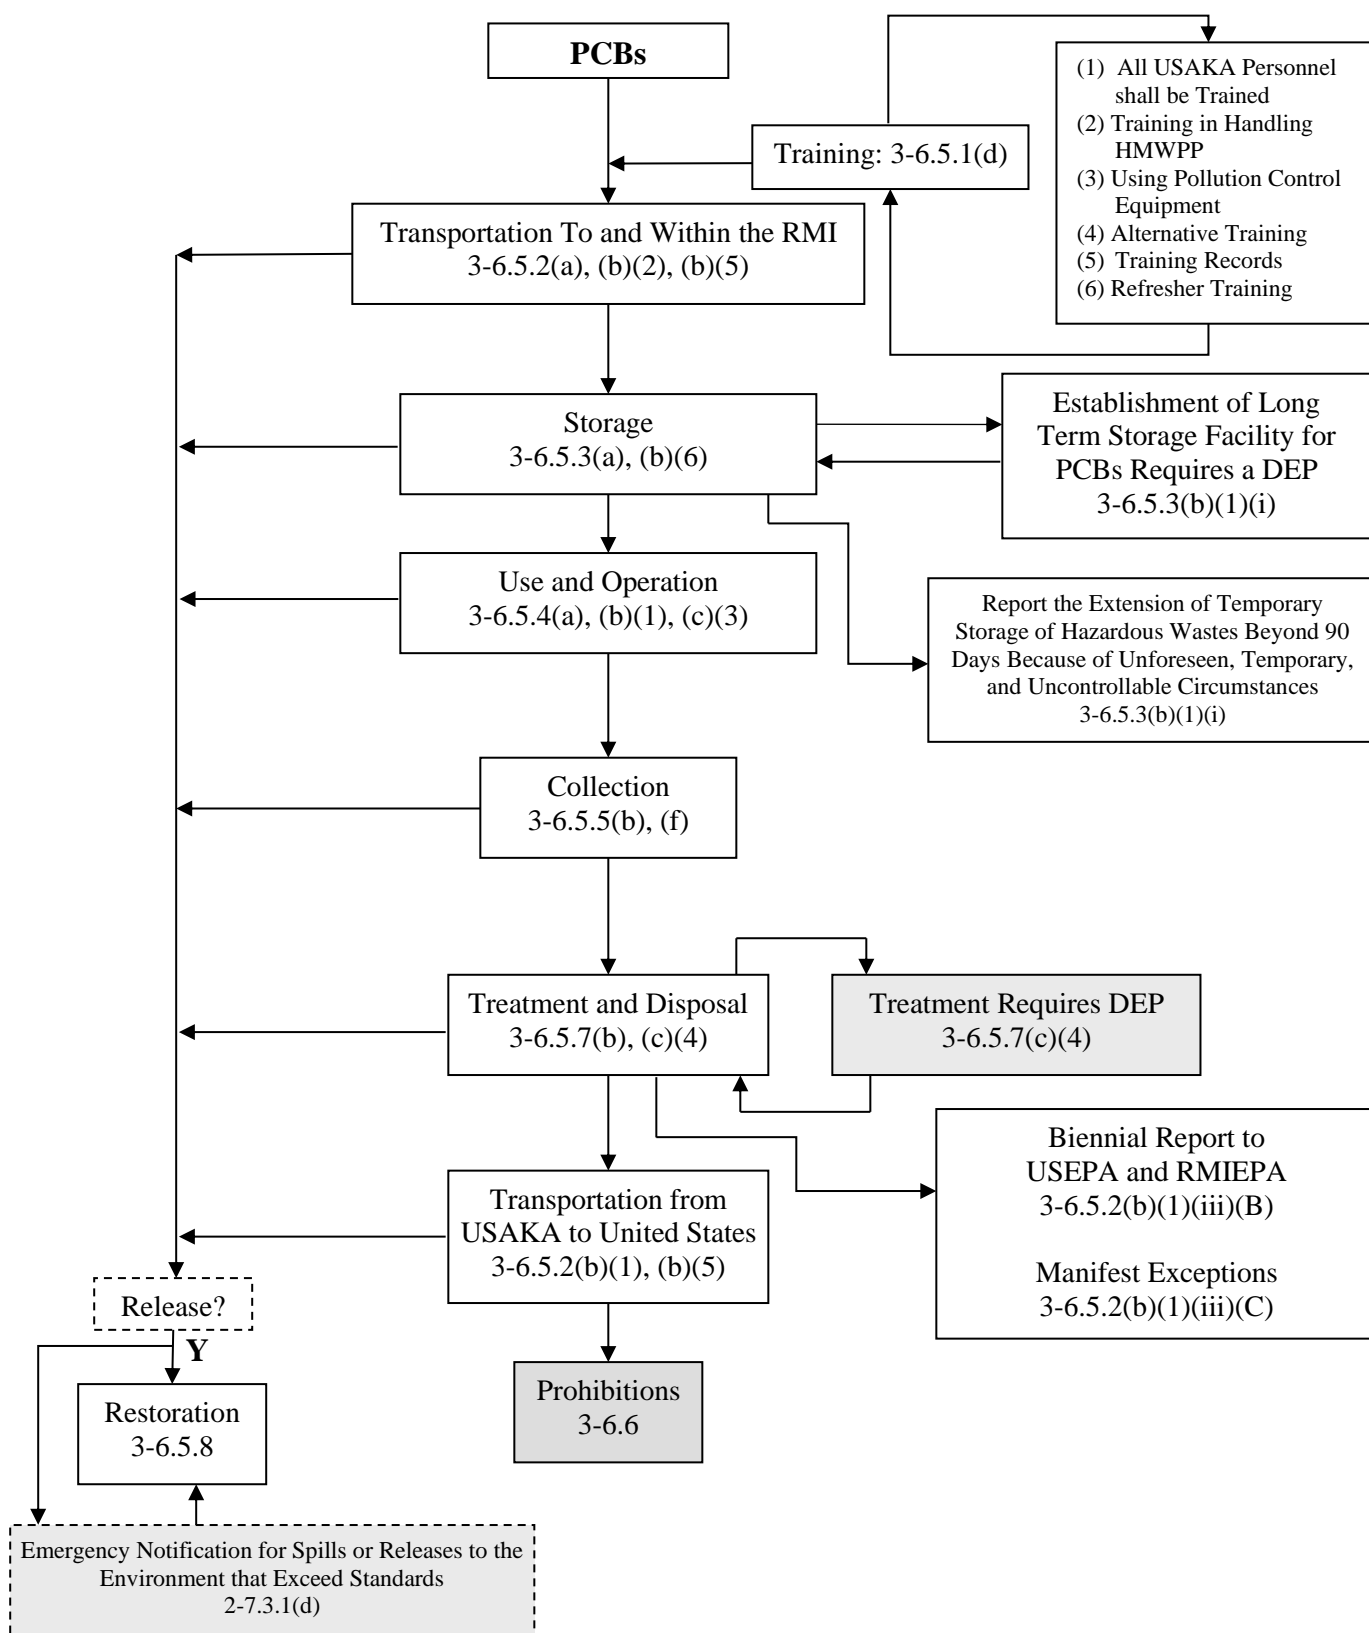 PCBs
Training: 3-6.5.1(d)
(1) All USAKA Personnel
shall be Trained
(2) Training in Handling
HMWPP
(3) Using Pollution Control
Equipment
(4) Alternative Training
(5) Training Records
(6) Refresher Training
Transportation To and Within the RMI
3-6.5.2(a), (b)(2), (b)(5)
Storage
3-6.5.3(a), (b)(6)
Establishment of Long
Term Storage Facility for
PCBs Requires a DEP
3-6.5.3(b)(1)(i)
Use and Operation
3-6.5.4(a), (b)(1), (c)(3)
Report the Extension of Temporary
Storage of Hazardous Wastes Beyond 90
Days Because of Unforeseen, Temporary,
and Uncontrollable Circumstances
3-6.5.3(b)(1)(i)
Collection
3-6.5.5(b), (f)
Treatment and Disposal
3-6.5.7(b), (c)(4)
Treatment Requires DEP
3-6.5.7(c)(4)
Biennial Report to
USEPA and RMIEPA
3-6.5.2(b)(1)(iii)(B)
Manifest Exceptions
3-6.5.2(b)(1)(iii)(C)
Transportation from
USAKA to United States
3-6.5.2(b)(1), (b)(5)
Release?
Y
Prohibitions
3-6.6
Restoration
3-6.5.8
Emergency Notification for Spills or Releases to the
Environment that Exceed Standards
2-7.3.1(d)